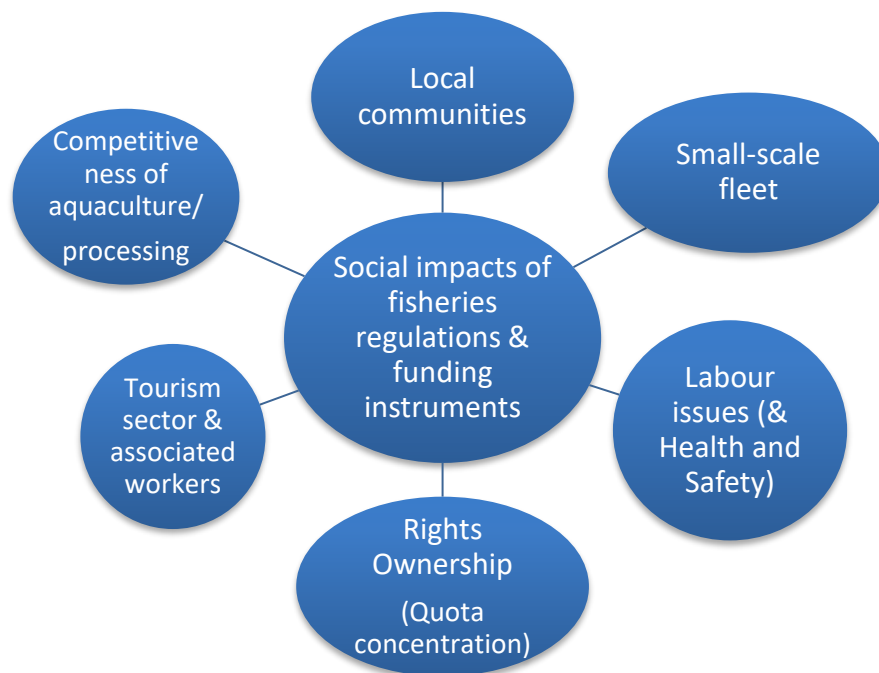 Local
communities
Small-scale
fleet
Competitive
ness of
aquaculture/
processing
Social impacts of
fisheries
regulations &
funding
instruments
Labour
issues (&
Health and
Safety)
Tourism
sector &
associated
workers
Rights
Ownership
(Quota
concentration)